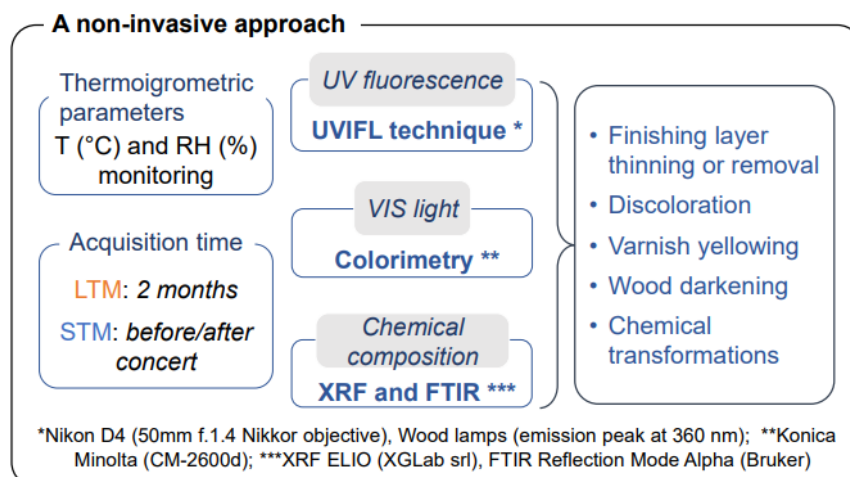 A non-invasive approach
Thermoigrometric
parameters
T (°C) and RH (%)
monitoring
Acquisition time
LTM: 2 months
STM: before/after
concert
UV fluorescence
UVIFL technique *
VIS light
Colorimetry **
Chemical
composition
XRF and FTIR ***
• Finishing layer
thinning or removal
• Discoloration
• Varnish yellowing
• Wood darkening
• Chemical
transformations
*Nikon D4 (50mm f.1.4 Nikkor objective), Wood lamps (emission peak at 360 nm); **Konica
Minolta (CM-2600d); ***XRF ELIO (XGLab srl), FTIR Reflection Mode Alpha (Bruker)